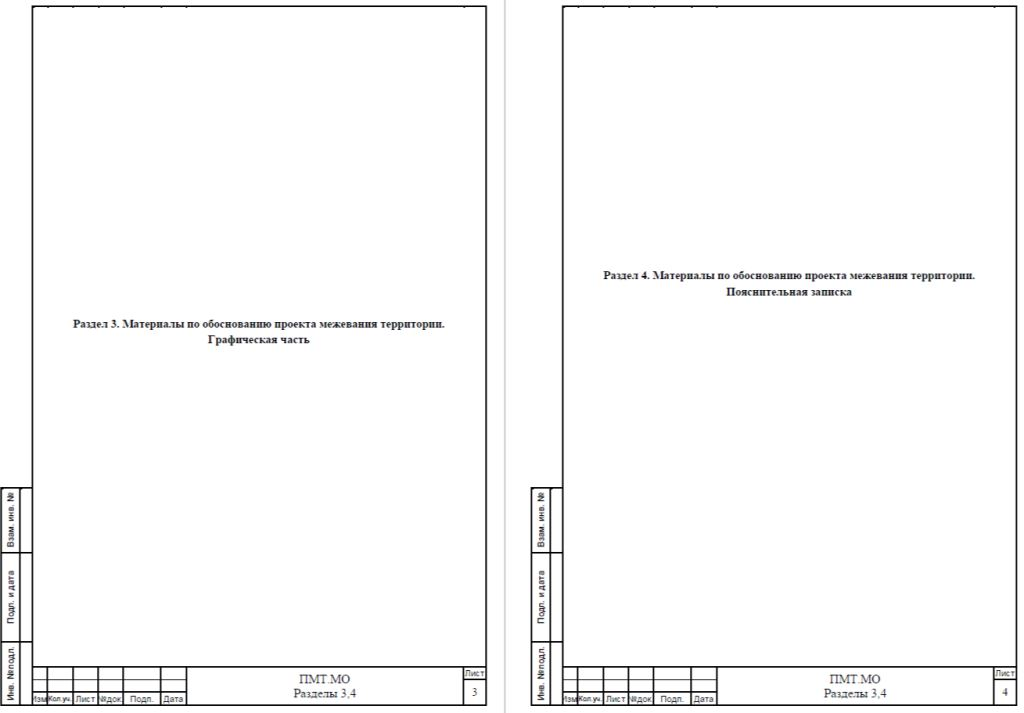 Раздел 3. Материалы по обоснованию проекта межевания территории.
Графическая часть
Взам. инв. №
Подп. и дата
Инв. №подл.
Изм Кол.уч. Лист №док. Подп. Дата
ПМТ.МО
Разделы 3,4
Лист
3
Раздел 4. Материалы по обоснованию проекта межевания территории.
Пояснительная записка
Взам. инв. №
Подп. и дата
Инв. №подл.
Изм Кол.уч. Лист №док. Подп. Дата
ПМТ.МО
Разделы 3,4
Лист
4